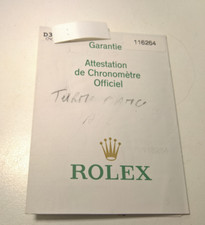 D3
Garantie 116264
Attestation
de Chronomètre
Officiel
ROLEX